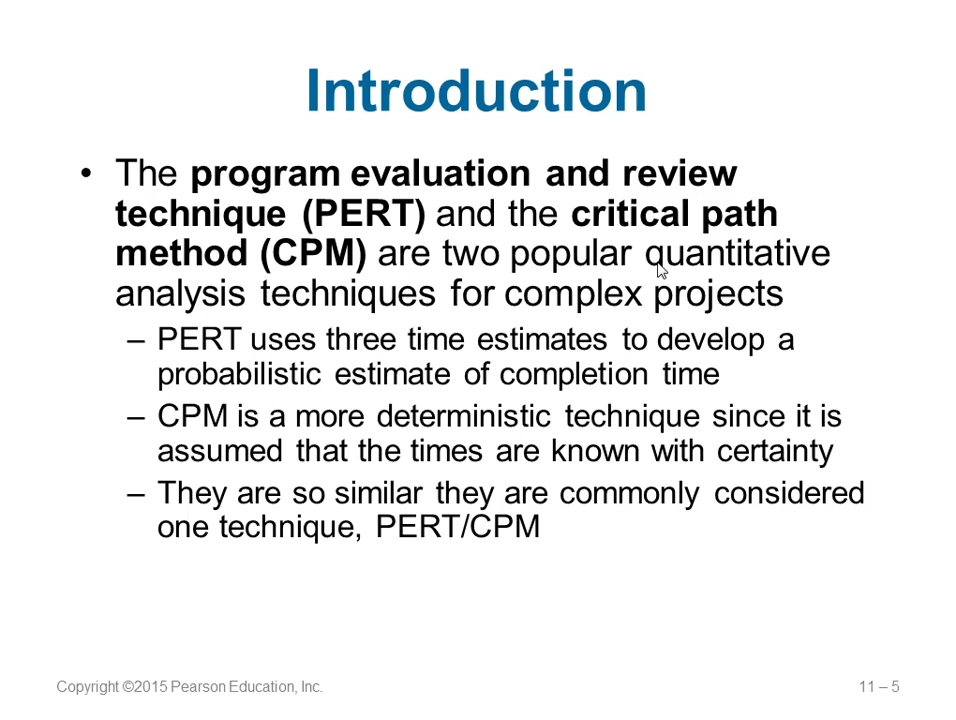 Introduction
• The program evaluation and review
technique (PERT) and the critical path
method (CPM) are two popular quantitative
analysis techniques for complex projects
– PERT uses three time estimates to develop a
probabilistic estimate of completion time
– CPM is a more deterministic technique since it is
assumed that the times are known with certainty
– They are so similar they are commonly considered
one technique, PERT/CPM
Copyright ©2015 Pearson Education, Inc.
11 – 5